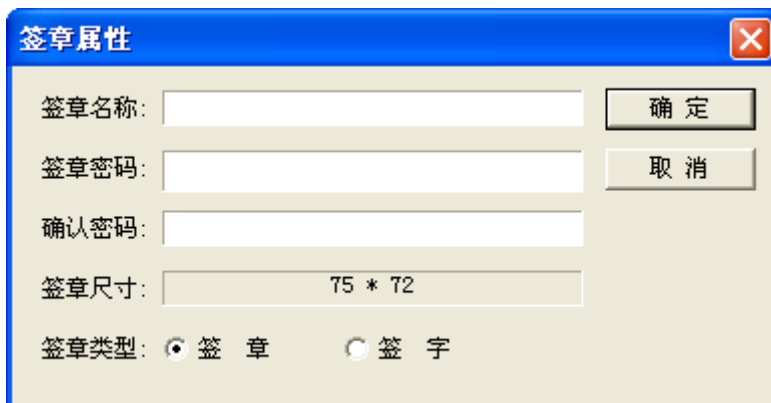 签章属性
签章名称: 确 定
签章密码: 取 消
确认密码:
签章尺寸: 75 * 72
签章类型: 签 章 签 字